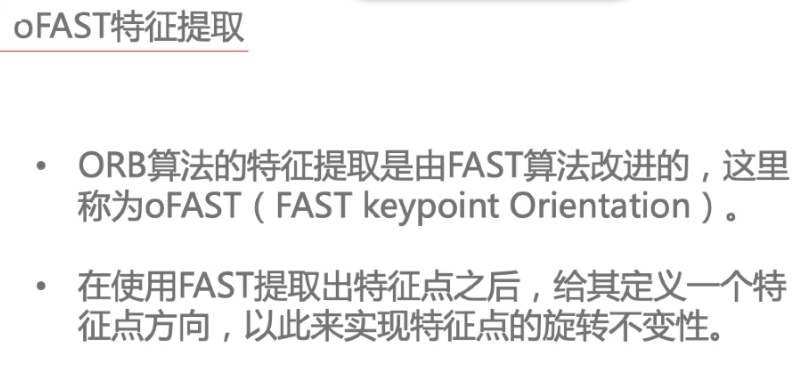 oFAST特征提取
• ORB算法的特征提取是由FAST算法改进的，这里
称为oFAST（FAST keypoint Orientation）。
• 在使用FAST提取出特征点之后，给其定义一个特
征点方向，以此来实现特征点的旋转不变性。